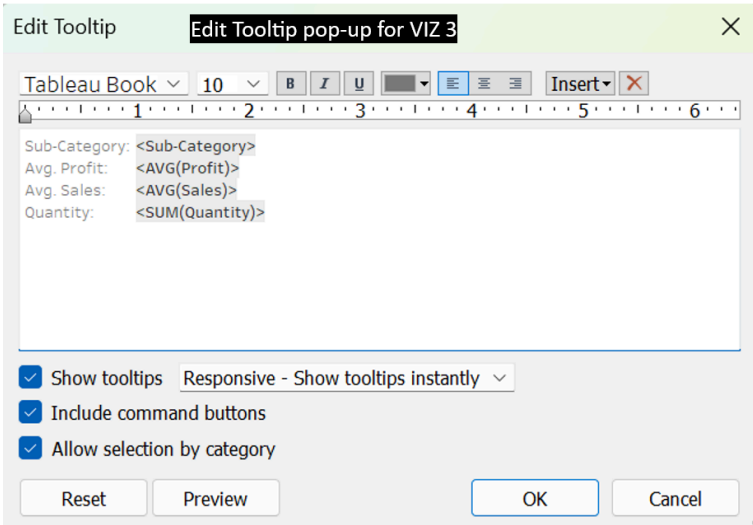 Edit Tooltip
Edit Tooltip pop-up for VIZ 3
Tableau Book 10 B I U Insert
1 2 3 4 5 6
Sub-Category: <Sub-Category>
Avg. Profit: <AVG(Profit)>
Avg. Sales: <AVG(Sales)>
Quantity: <SUM(Quantity)>
Show tooltips Responsive - Show tooltips instantly
Include command buttons
Allow selection by category
Reset Preview OK Cancel